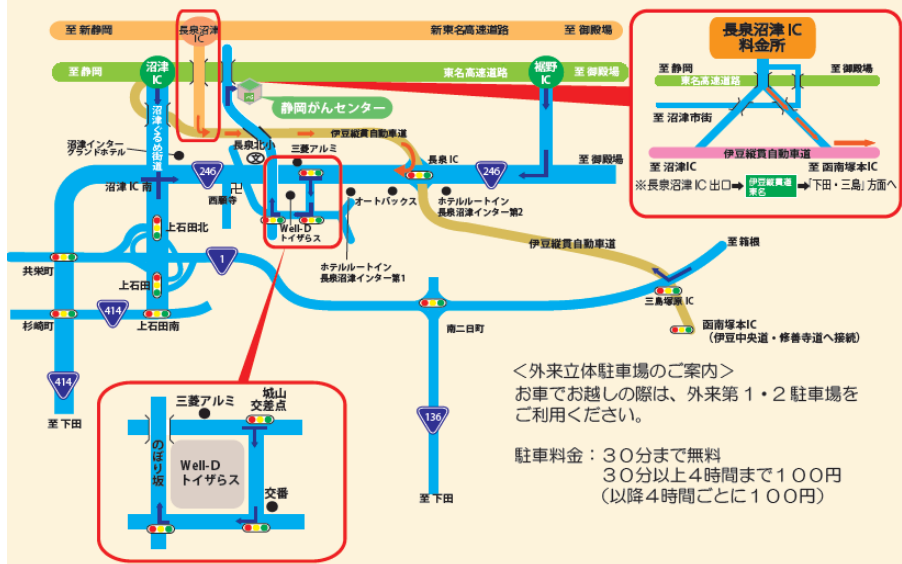 至 新静岡
長泉沼津
IC
新東名高速道路
至 御殿場
至 静岡
沼津
IC
東名高速道路
裾野
IC
至 御殿場
静岡がんセンター
沼津ぐるめ街道
伊豆縦貫自動車道
沼津インター
グランドホテル
長泉北小
文
三菱アルミ
長泉 IC
至 御殿場
246
246
沼津 IC 南
西願寺
オートバックス
ホテルルートイン
長泉沼津インター第2
Well-D
トイザらス
上石田北
伊豆縦貫自動車道
至 箱根
共栄町
1
ホテルルートイン
長泉沼津インター第1
上石田
三島塚原 IC
414
杉崎町
上石田南
南二日町
函南塚本IC
（伊豆中央道・修善寺道へ接続）
414
至 下田
136
至 下田
長泉沼津 IC
料金所
至 静岡
至 御殿場
東名高速道路
至 沼津市街
伊豆縦貫自動車道
至 沼津IC
至 函南塚本IC
※長泉沼津 IC 出口➡
伊豆縦貫道
東名
➡「下田・三島」方面へ
城山
交差点
三菱アルミ
のぼり坂
Well-D
トイザらス
交番
＜外来立体駐車場のご案内＞
お車でお越しの際は、外来第１・２駐車場を
ご利用ください。
駐車料金：３０分まで無料
３０分以上４時間まで１００円
（以降４時間ごとに１００円）